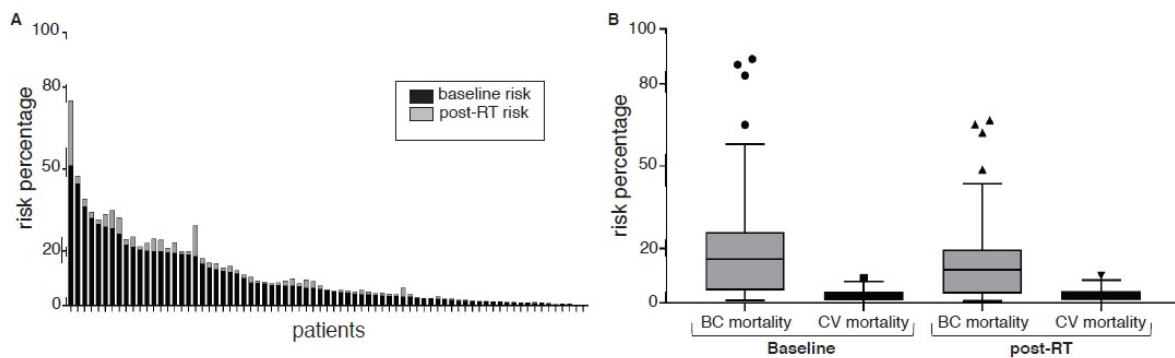 A
100
80
50
20
0
risk percentage
baseline risk
post-RT risk
patients
B
100
80
50
20
0
risk percentage
BC mortality CV mortality BC mortality CV mortality
Baseline post-RT